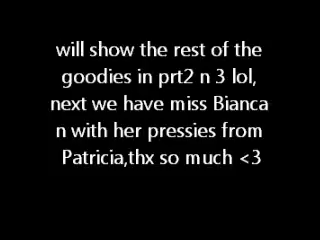 will show the rest of the
goodies in prt2 n 3 lol,
next we have miss Bianca
n with her pressies from
Patricia,thx so much <3